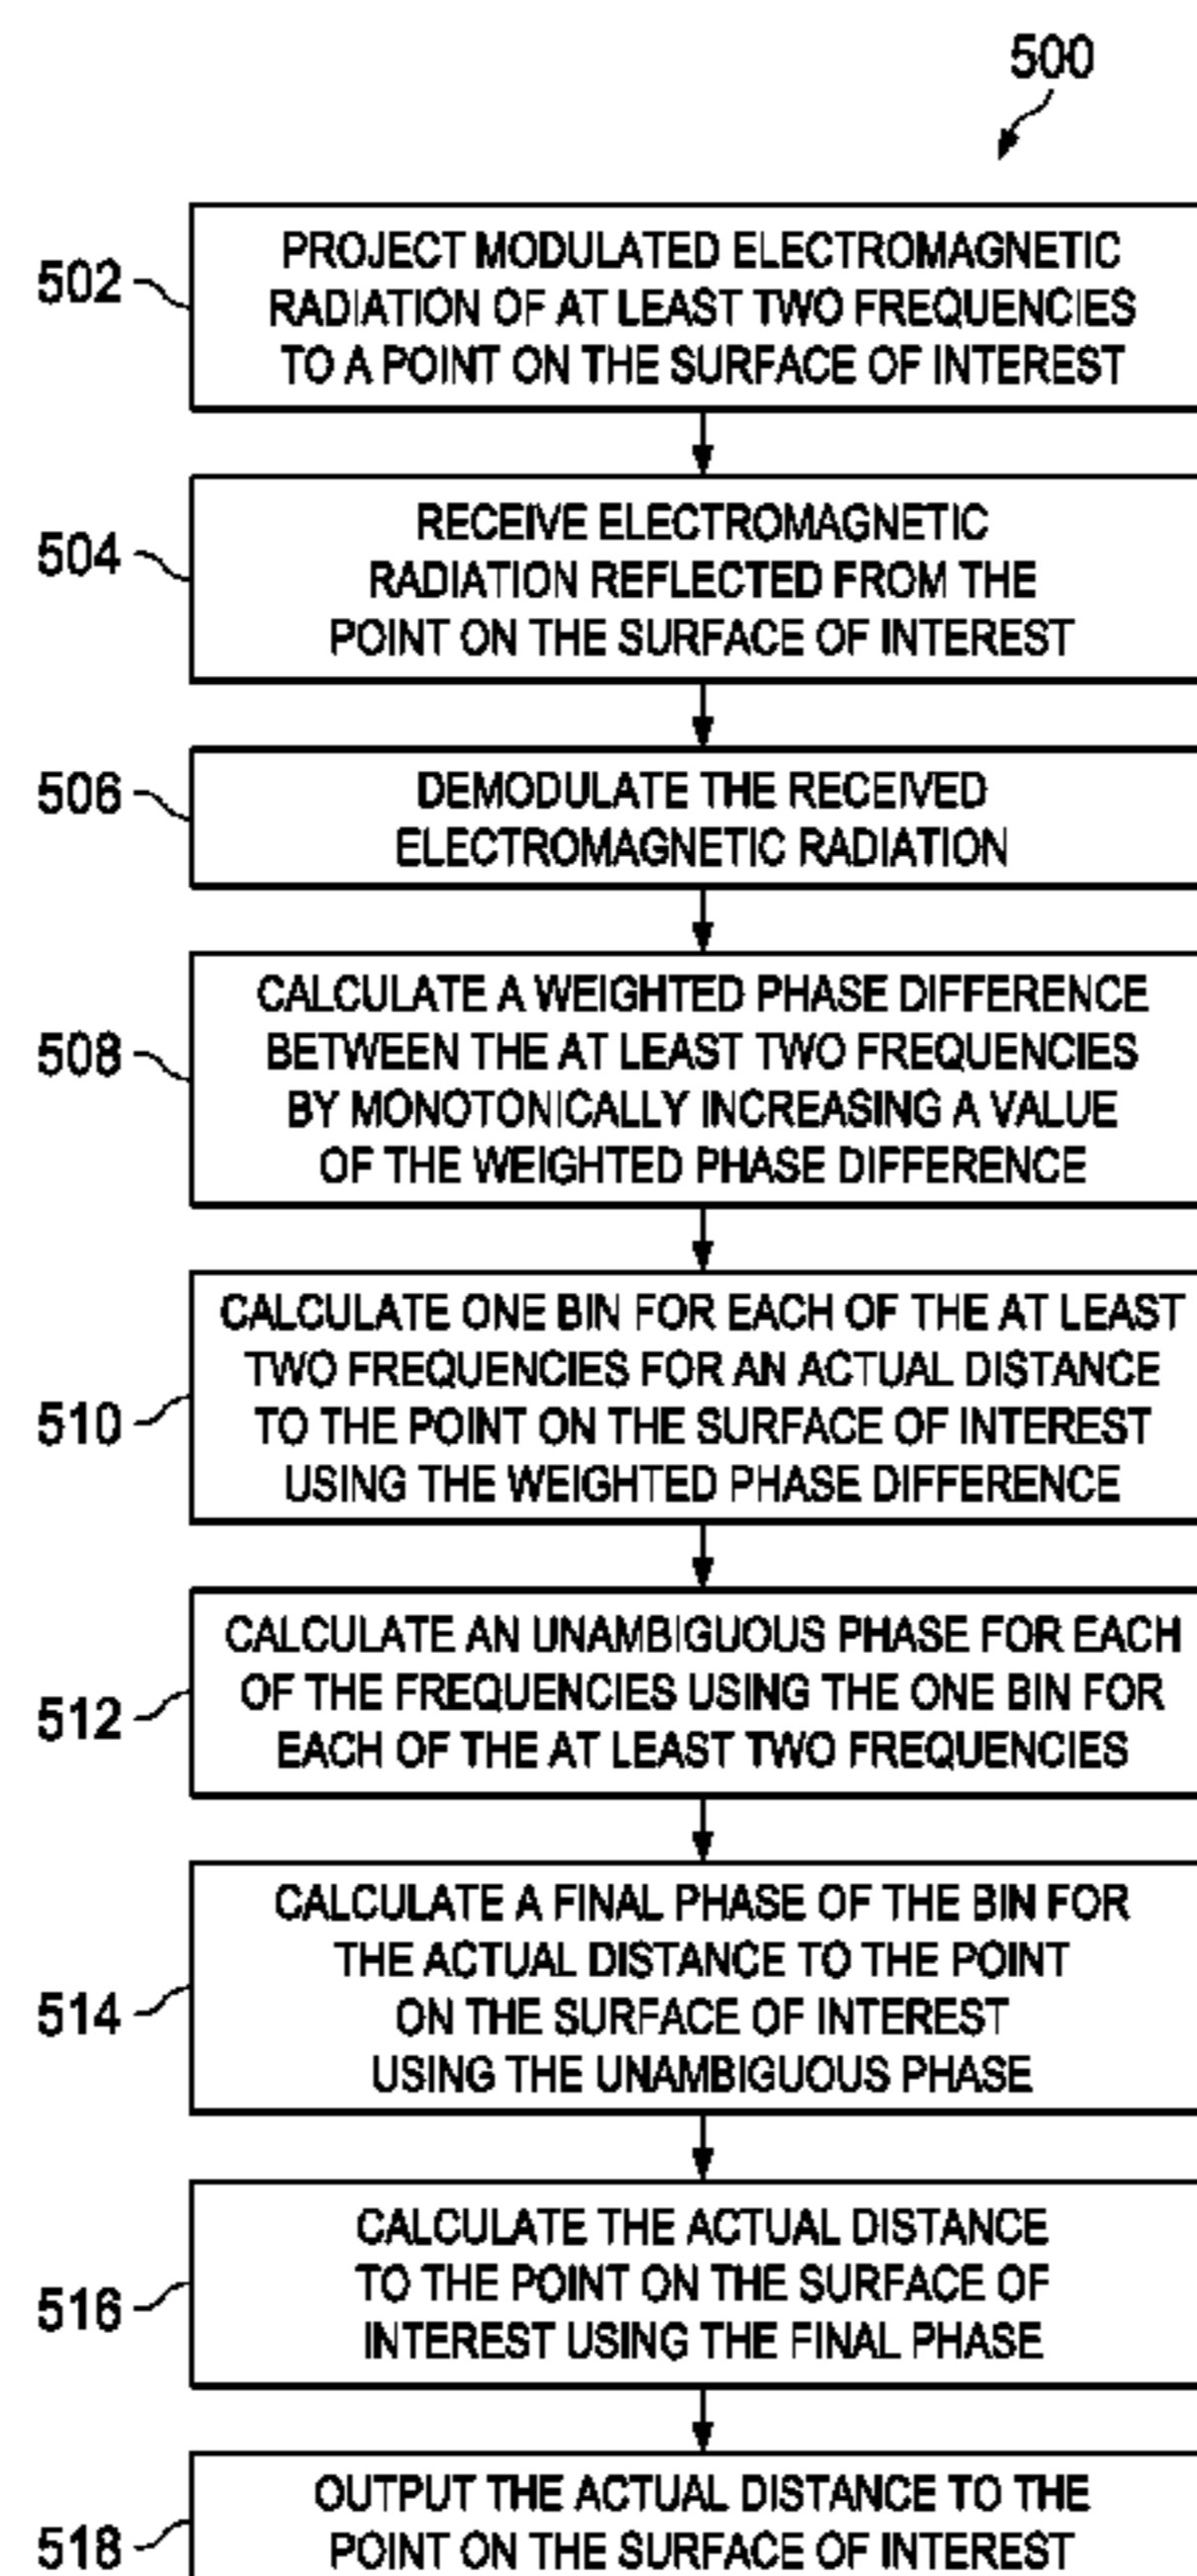 500
502
PROJECT MODULATED ELECTROMAGNETIC
RADIATION OF AT LEAST TWO FREQUENCIES
TO A POINT ON THE SURFACE OF INTEREST
504
RECEIVE ELECTROMAGNETIC
RADIATION REFLECTED FROM THE
POINT ON THE SURFACE OF INTEREST
506
DEMODULATE THE RECEIVED
ELECTROMAGNETIC RADIATION
508
CALCULATE A WEIGHTED PHASE DIFFERENCE
BETWEEN THE AT LEAST TWO FREQUENCIES
BY MONOTONICALLY INCREASING A VALUE
OF THE WEIGHTED PHASE DIFFERENCE
510
CALCULATE ONE BIN FOR EACH OF THE AT LEAST
TWO FREQUENCIES FOR AN ACTUAL DISTANCE
TO THE POINT ON THE SURFACE OF INTEREST
USING THE WEIGHTED PHASE DIFFERENCE
512
CALCULATE AN UNAMBIGUOUS PHASE FOR EACH
OF THE FREQUENCIES USING THE ONE BIN FOR
EACH OF THE AT LEAST TWO FREQUENCIES
514
CALCULATE A FINAL PHASE OF THE BIN FOR
THE ACTUAL DISTANCE TO THE POINT
ON THE SURFACE OF INTEREST
USING THE UNAMBIGUOUS PHASE
516
CALCULATE THE ACTUAL DISTANCE
TO THE POINT ON THE SURFACE OF
INTEREST USING THE FINAL PHASE
518
OUTPUT THE ACTUAL DISTANCE TO THE
POINT ON THE SURFACE OF INTEREST